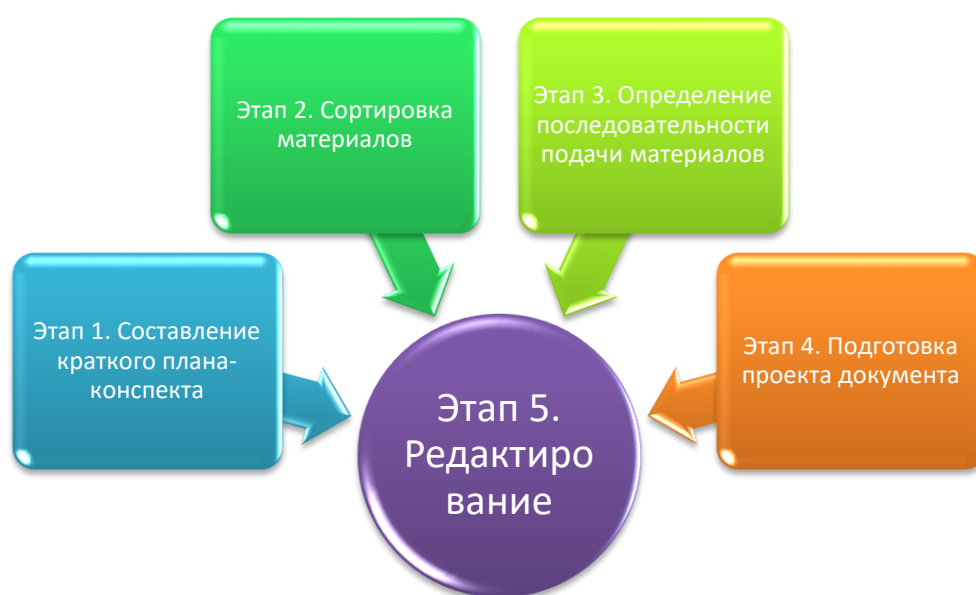 Этап 1. Составление
краткого плана-
конспекта
Этап 2. Сортировка
материалов
Этап 3. Определение
последовательности
подачи материалов
Этап 4. Подготовка
проекта документа
Этап 5.
Редактиро
вание